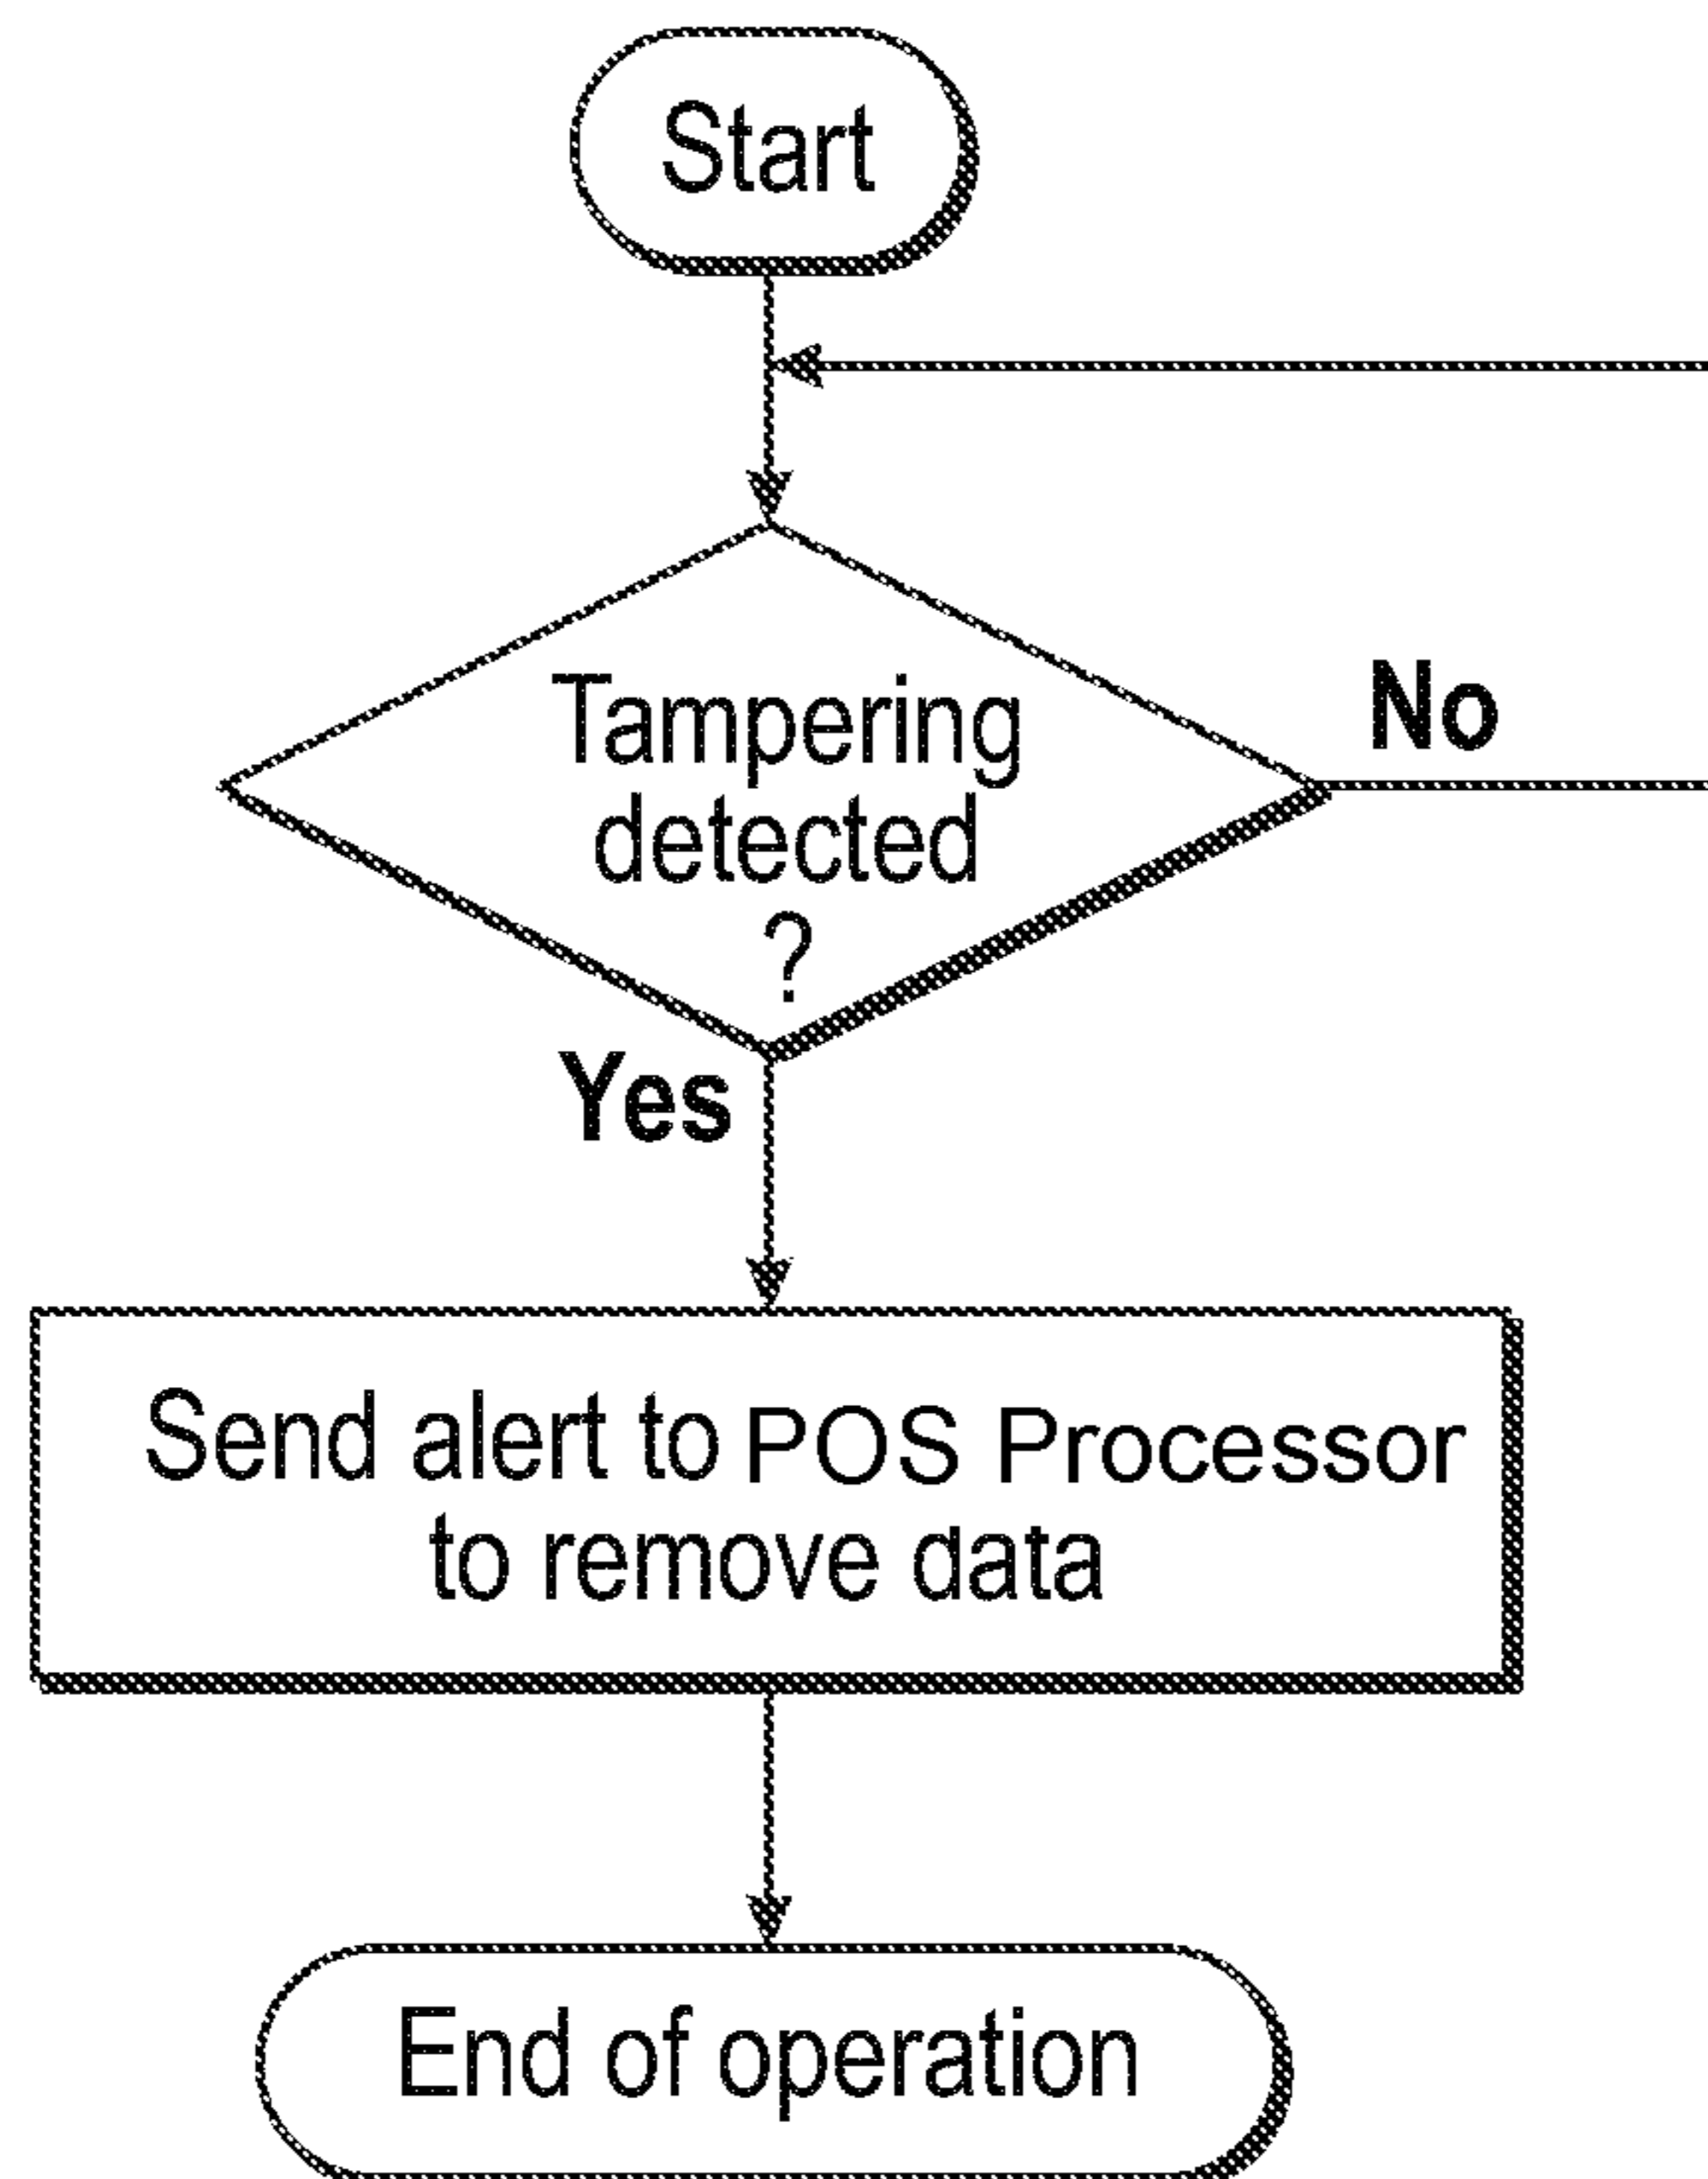 Start
Tampering
detected
?
No
Yes
Send alert to POS Processor
to remove data
End of operation